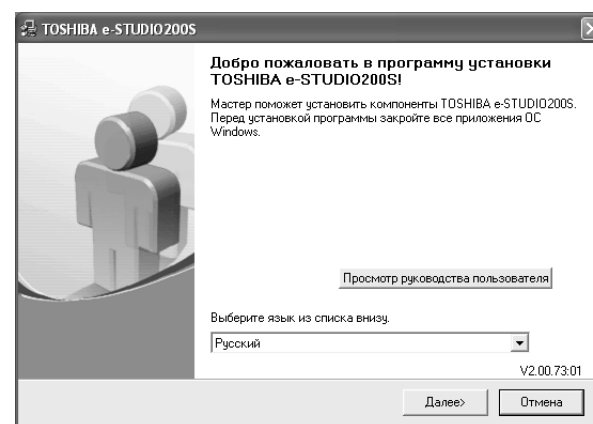 TOSHIBA e-STUDIO200S
Добро пожаловать в программу установки
TOSHIBA e-STUDIO200S!
Мастер поможет установить компоненты TOSHIBA e-STUDIO200S.
Перед установкой программы закройте все приложения ОС
Windows.
Просмотр руководства пользователя
Выберите язык из списка внизу.
Русский
V2.00.73:01
Далее>
Отмена